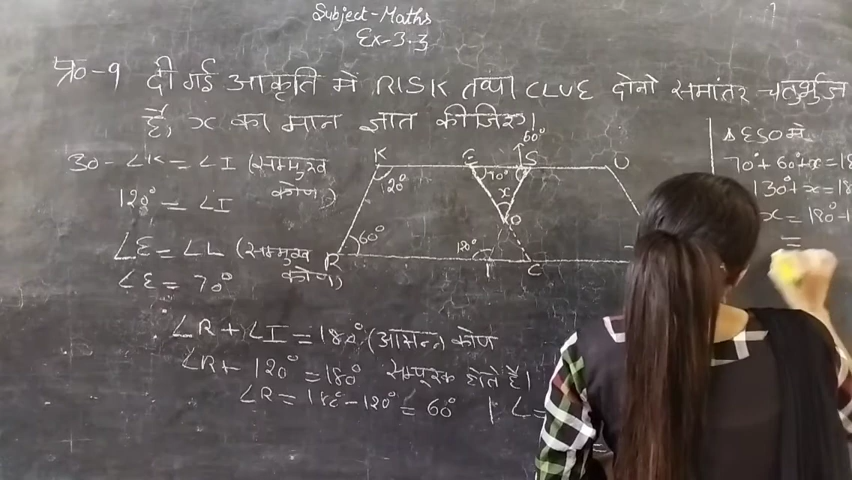 Subject-Maths
Ex-3.3
प्र०-9 दी गई आकृति में RISK तथा CLUE दोनों समांतर चतुर्भुज
है, x का मान ज्ञात कीजिए।
30- ∠K = ∠I (सम्मुख कोण)
120° = ∠I
∠E = ∠L (सम्मुख कोण)
∠E = 70°
∠R + ∠I = 180° (आसन्न कोण
∠R + 120° = 180° सम्पूरक होते हैं।
∠R = 180° - 120° = 60° | ∠ =
K E S U
60°
120° 70°
x
O
60° 120°
R I C
Δ ESO में
70° + 60° + x = 18
130° + x = 18
x = 180° - 1
=